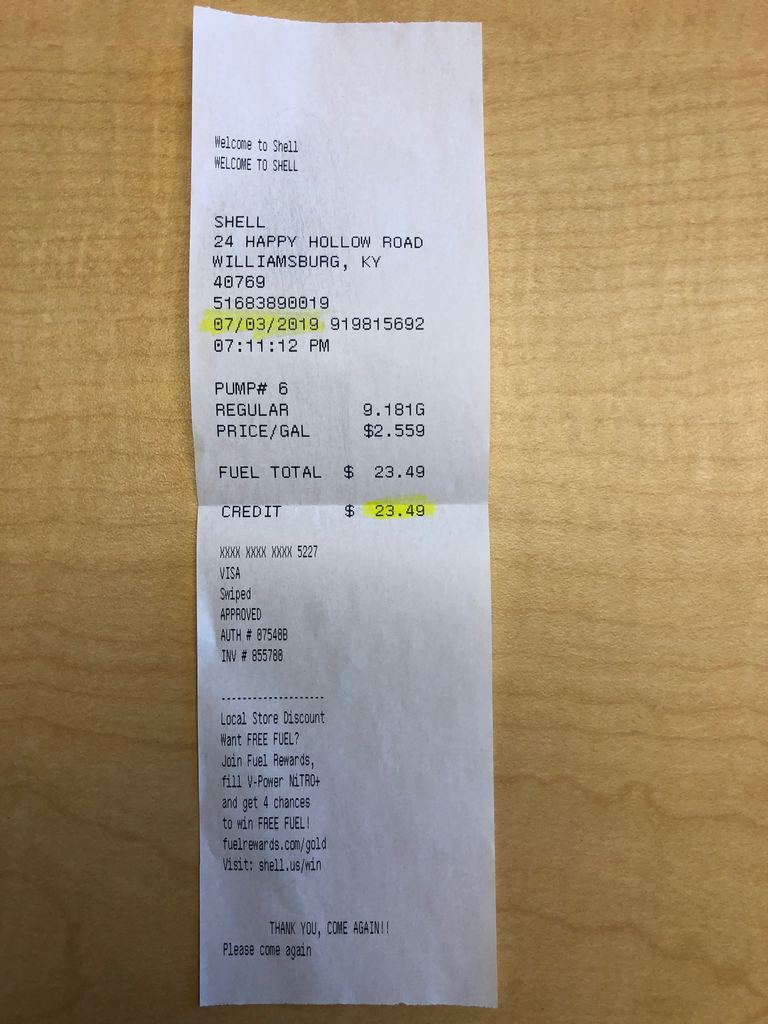 Welcome to Shell
WELCOME TO SHELL
SHELL
24 HAPPY HOLLOW ROAD
WILLIAMSBURG, KY
40769
51683890019
07/03/2019 919815692
07:11:12 PM
PUMP# 6
REGULAR 9.181G
PRICE/GAL $2.559
FUEL TOTAL $ 23.49
CREDIT $ 23.49
XXXX XXXX XXXX 5227
VISA
Swiped
APPROVED
AUTH # 07540B
INV # 855780
--------------------
Local Store Discount
Want FREE FUEL?
Join Fuel Rewards,
fill V-Power NiTRO+
and get 4 chances
to win FREE FUEL!
fuelrewards.com/gold
Visit: shell.us/win
THANK YOU, COME AGAIN!!
Please come again